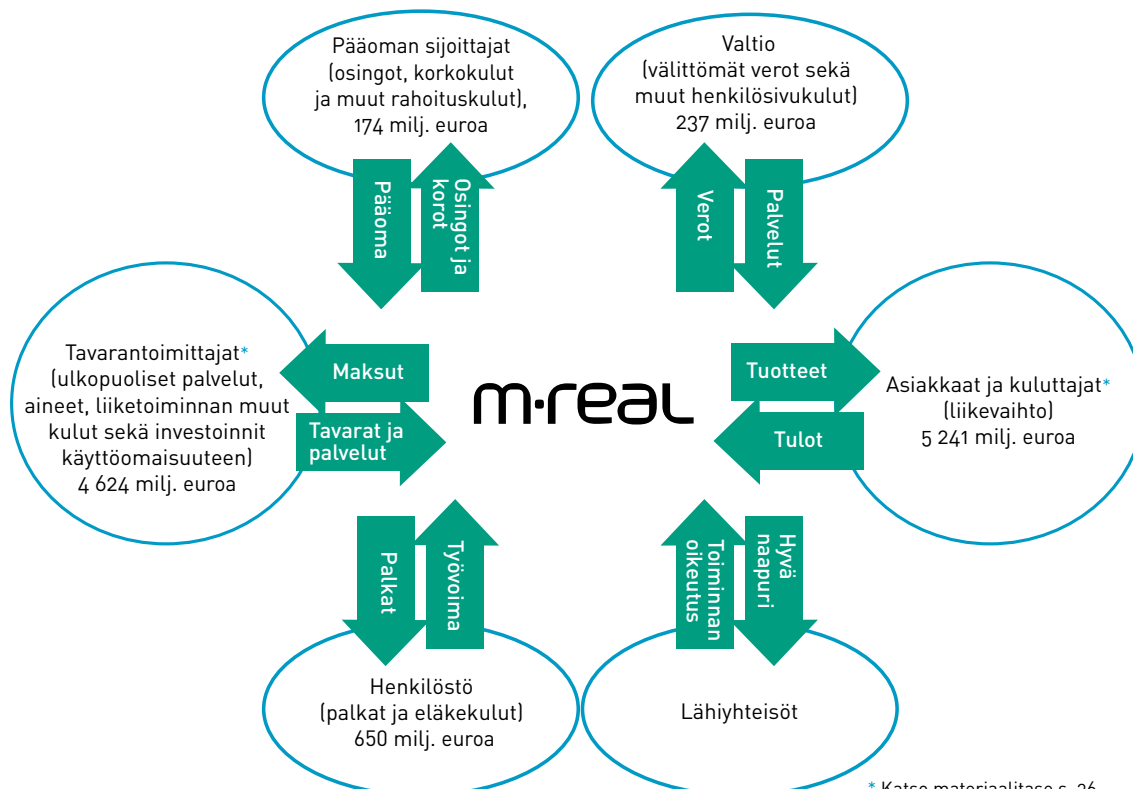 Pääoman sijoittajat
(osingot, korkokulut
ja muut rahoituskulut),
174 milj. euroa
Valtio
(välittömät verot sekä
muut henkilösivukulut)
237 milj. euroa
Pääoma
Osingot ja
korot
Verot
Palvelut
Tavarantoimittajat*
(ulkopuoliset palvelut,
aineet, liiketoiminnan muut
kulut sekä investoinnit
käyttöomaisuuteen)
4 624 milj. euroa
Maksut
Tavarat ja
palvelut
m·real
Tuotteet
Tulot
Asiakkaat ja kuluttajat*
(liikevaihto)
5 241 milj. euroa
Palkat
Työvoima
Toiminnan
oikeutus
Hyvä
naapuri
Henkilöstö
(palkat ja eläkekulut)
650 milj. euroa
Lähiyhteisöt
* Katso materiaalitase s. 26